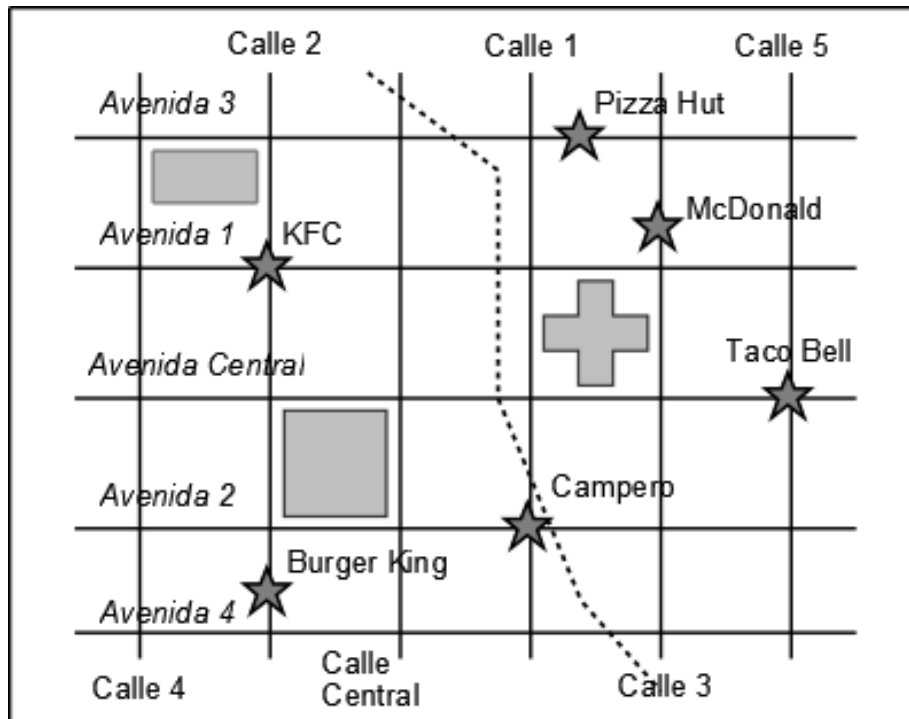 Calle 2
Calle 1
Calle 5
Avenida 3
Pizza Hut
McDonald
Avenida 1
KFC
Avenida Central
Taco Bell
Avenida 2
Campero
Burger King
Avenida 4
Calle 4
Calle
Central
Calle 3